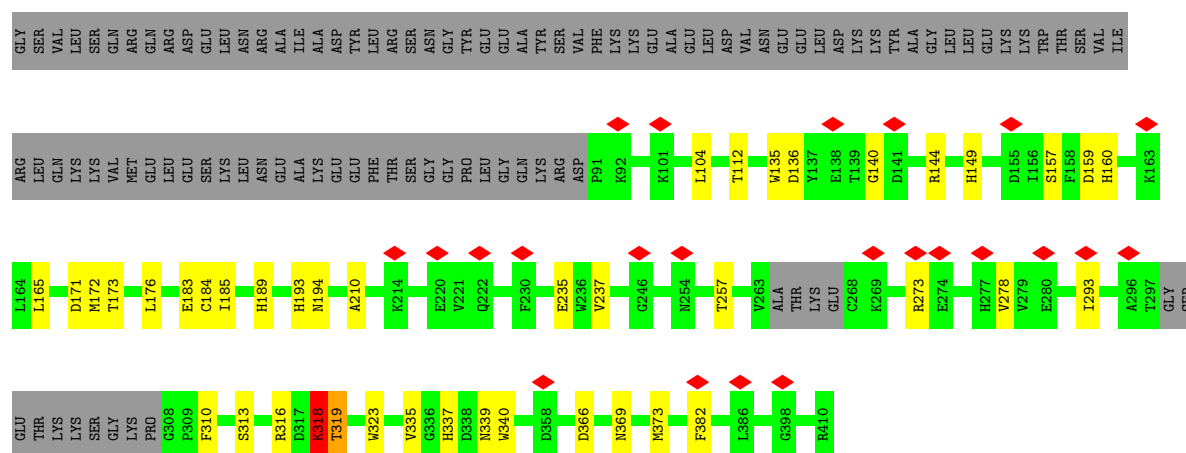 GLY SER VAL LEU SER GLN ARG GLN ARG ASP GLU LEU ASN ARG ALA ILE ALA ASP TYR LEU ARG SER ASN GLY TYR GLU GLU ALA TYR SER VAL PHE LYS LYS GLU ALA GLU LEU ASP VAL ASN GLU GLU LEU ASP LYS LYS TYR ALA GLY LEU LEU GLU LYS LYS TRP THR SER VAL ILE
ARG LEU GLN LYS LYS VAL MET GLU LEU GLU SER LYS LEU ASN GLU ALA LYS GLU GLU PHE THR SER GLY GLY PRO LEU GLY GLN LYS ARG ASP P91 K92 K101 L104 T112 W135 D136 Y137 E138 T139 G140 D141 R144 H149 D155 I156 S157 F158 D159 H160 K163
L164 L165 D171 M172 T173 L176 E183 C184 I185 H189 H193 N194 A210 K214 E220 V221 Q222 F230 E235 W236 V237 G246 N254 T257 V263 ALA THR LYS GLU C268 K269 R273 E274 H277 V278 V279 E280 I293 A296 T297 GLY SER
GLU THR LYS LYS SER GLY LYS PRO G308 P309 F310 S313 R316 D317 K318 T319 W323 V335 G336 H337 D338 N339 W340 D358 D366 N369 M373 F382 L386 G398 R410